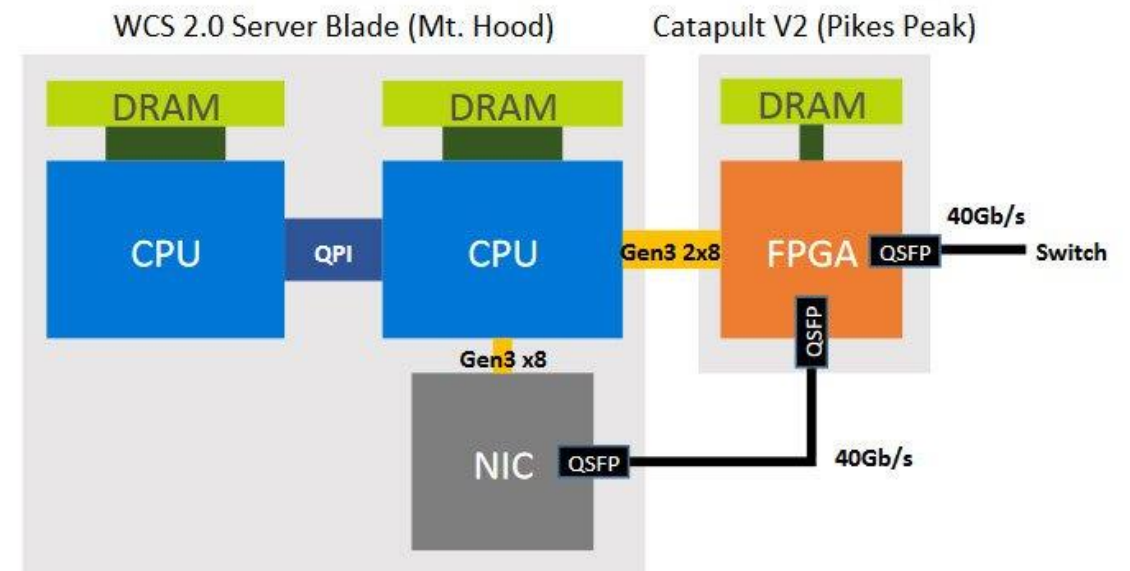 WCS 2.0 Server Blade (Mt. Hood)
Catapult V2 (Pikes Peak)
DRAM
DRAM
DRAM
CPU
QPI
CPU
Gen3 2x8
FPGA
QSFP
40Gb/s
Switch
QSFP
Gen3 x8
NIC
QSFP
40Gb/s